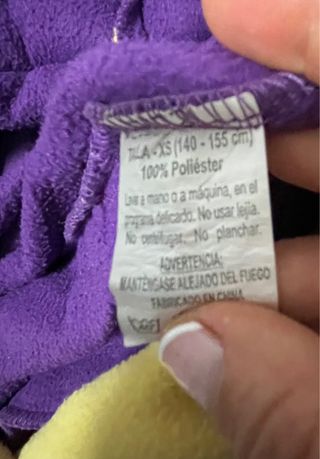 TALLA -XS (140 - 155 cm)
100% Poliéster
Lavar a mano o a máquina, en el
programa delicado. No usar lejía.
No centrifugar. No planchar.
ADVERTENCIA:
MANTÉNGASE ALEJADO DEL FUEGO
FABRICADO EN CHINA